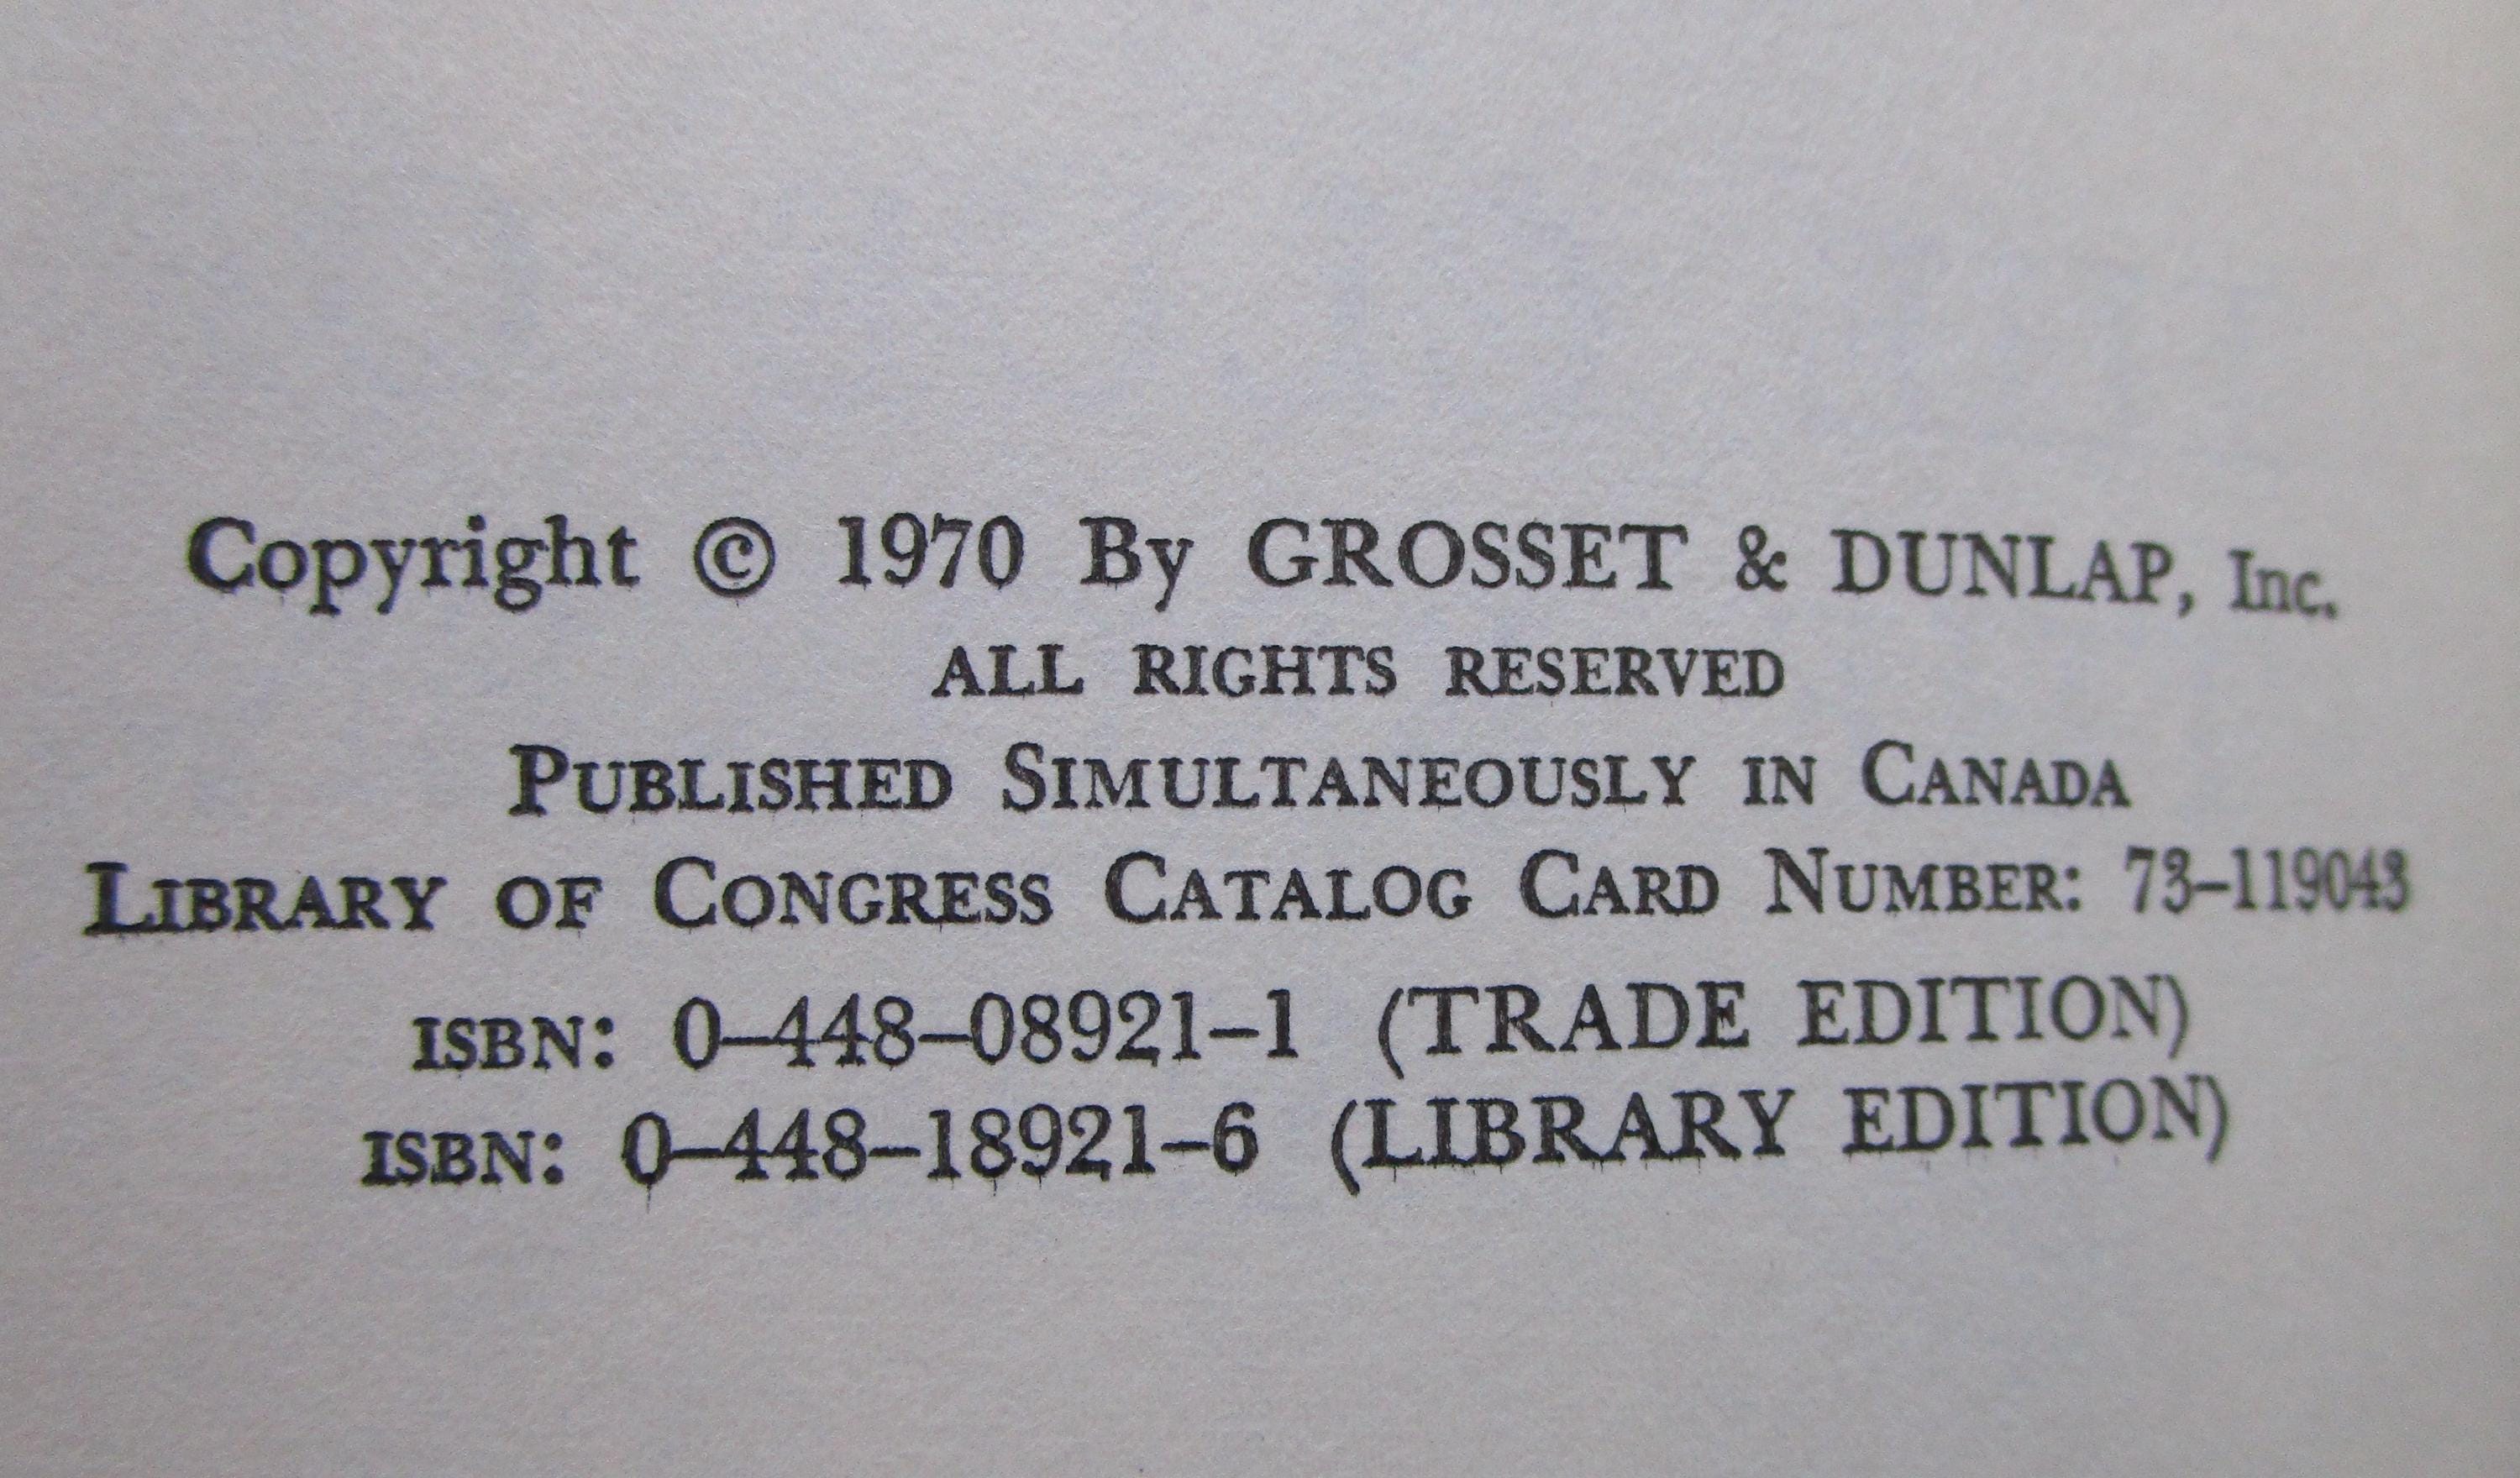 Copyright © 1970 By GROSSET & DUNLAP, Inc.
ALL RIGHTS RESERVED
PUBLISHED SIMULTANEOUSLY IN CANADA
LIBRARY OF CONGRESS CATALOG CARD NUMBER: 73–119043
ISBN: 0–448–08921–1 (TRADE EDITION)
ISBN: 0–448–18921–6 (LIBRARY EDITION)